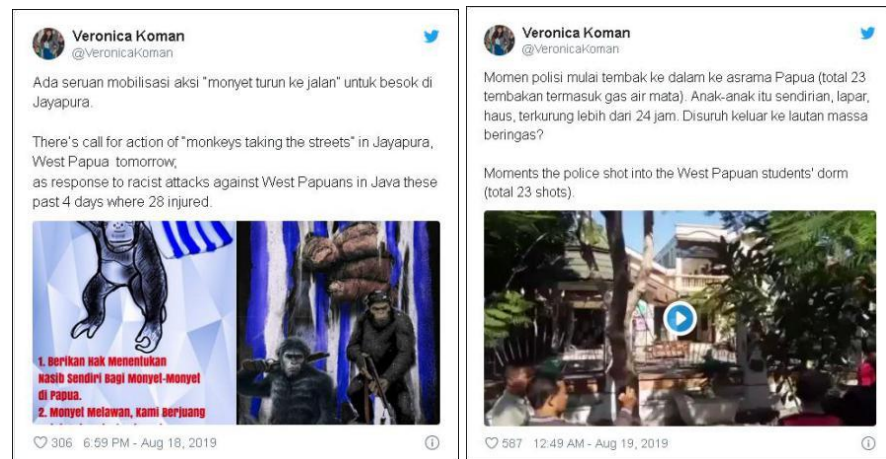 Veronica Koman
@VeronicaKoman
Ada seruan mobilisasi aksi "monyet turun ke jalan" untuk besok di
Jayapura.
There's call for action of "monkeys taking the streets" in Jayapura,
West Papua tomorrow;
as response to racist attacks against West Papuans in Java these
past 4 days where 28 injured.
1. Berikan Hak Menentukan
Nasib Sendiri Bagi Monyet-Monyet
di Papua.
2. Monyet Melawan, Kami Berjuang
306 6:59 PM - Aug 18, 2019
Veronica Koman
@VeronicaKoman
Momen polisi mulai tembak ke dalam ke asrama Papua (total 23
tembakan termasuk gas air mata). Anak-anak itu sendirian, lapar,
haus, terkurung lebih dari 24 jam. Disuruh keluar ke lautan massa
beringas?
Moments the police shot into the West Papuan students' dorm
(total 23 shots).
587 12:49 AM - Aug 19, 2019